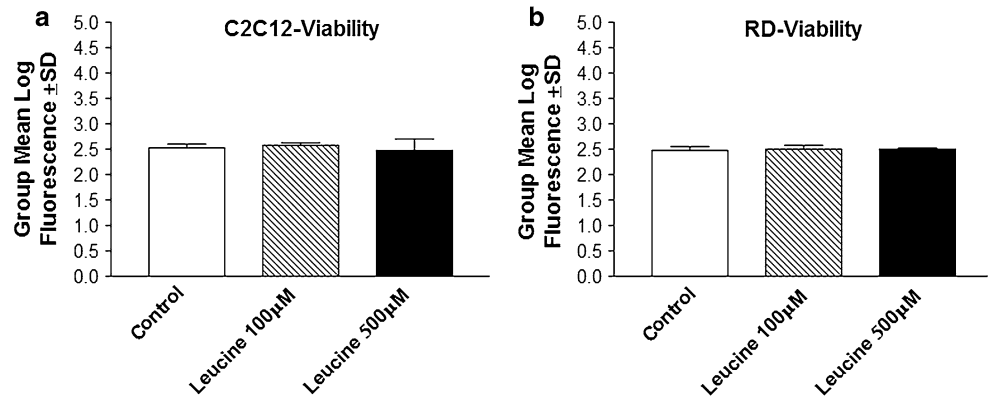 a
C2C12-Viability
Group Mean Log
Fluorescence ±SD
5.0
4.5
4.0
3.5
3.0
2.5
2.0
1.5
1.0
0.5
0.0
Control
Leucine 100µM
Leucine 500µM
b
RD-Viability
Group Mean Log
Fluorescence ±SD
5.0
4.5
4.0
3.5
3.0
2.5
2.0
1.5
1.0
0.5
0.0
Control
Leucine 100µM
Leucine 500µM